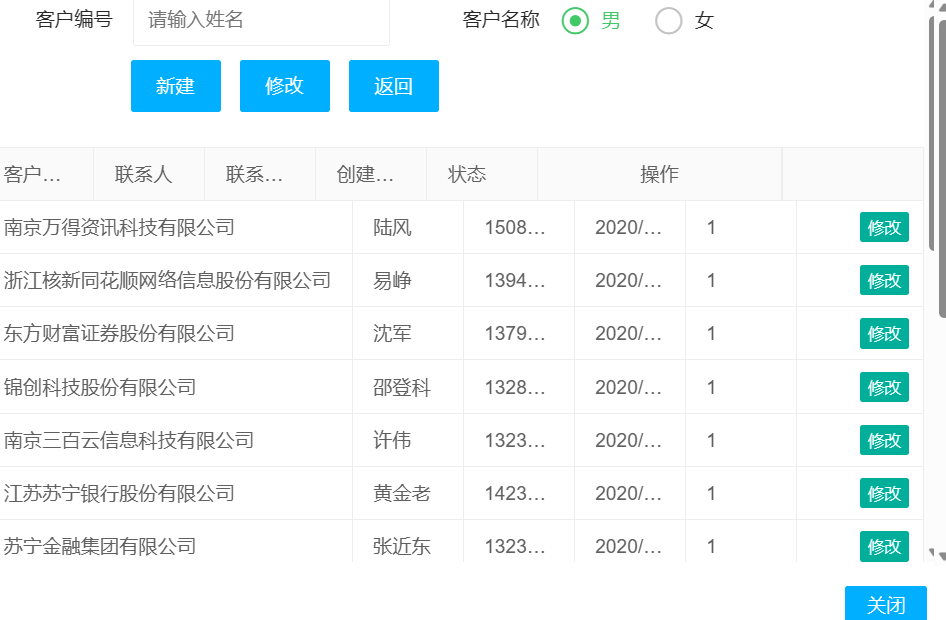 客户编号 请输入姓名 客户名称 男 女
新建 修改 返回
客户… 联系人 联系… 创建… 状态 操作
南京万得资讯科技有限公司 陆风 1508… 2020/… 1 修改
浙江核新同花顺网络信息股份有限公司 易峥 1394… 2020/… 1 修改
东方财富证券股份有限公司 沈军 1379… 2020/… 1 修改
锦创科技股份有限公司 邵登科 1328… 2020/… 1 修改
南京三百云信息科技有限公司 许伟 1323… 2020/… 1 修改
江苏苏宁银行股份有限公司 黄金老 1423… 2020/… 1 修改
苏宁金融集团有限公司 张近东 1323… 2020/… 1 修改
关闭